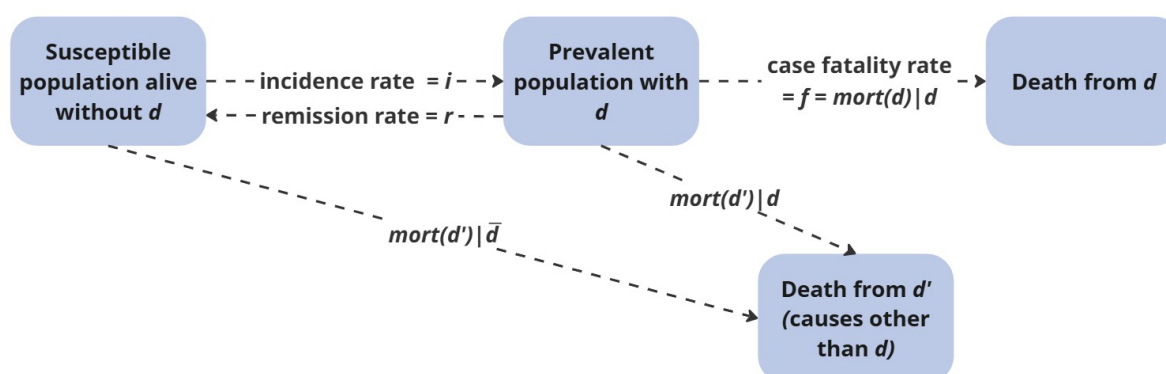 Susceptible
population alive
without d
incidence rate = i
remission rate = r
Prevalent
population with
d
case fatality rate
= f = mort(d)|d
Death from d
mort(d')|d
mort(d')|d̅
Death from d'
(causes other
than d)